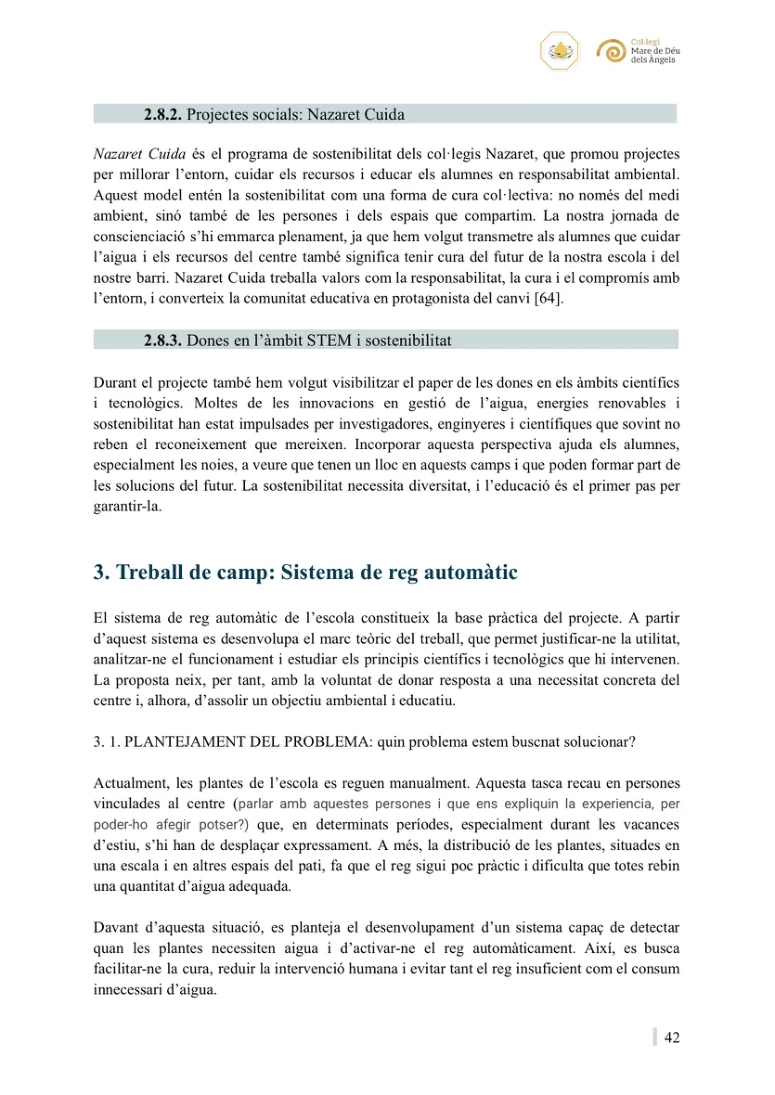 Col·legi
Mare de Déu
dels Àngels
2.8.2. Projectes socials: Nazaret Cuida
Nazaret Cuida és el programa de sostenibilitat dels col·legis Nazaret, que promou projectes
per millorar l’entorn, cuidar els recursos i educar els alumnes en responsabilitat ambiental.
Aquest model entén la sostenibilitat com una forma de cura col·lectiva: no només del medi
ambient, sinó també de les persones i dels espais que compartim. La nostra jornada de
conscienciació s’hi emmarca plenament, ja que hem volgut transmetre als alumnes que cuidar
l’aigua i els recursos del centre també significa tenir cura del futur de la nostra escola i del
nostre barri. Nazaret Cuida treballa valors com la responsabilitat, la cura i el compromís amb
l’entorn, i converteix la comunitat educativa en protagonista del canvi [64].
2.8.3. Dones en l’àmbit STEM i sostenibilitat
Durant el projecte també hem volgut visibilitzar el paper de les dones en els àmbits científics
i tecnològics. Moltes de les innovacions en gestió de l’aigua, energies renovables i
sostenibilitat han estat impulsades per investigadores, enginyeres i científiques que sovint no
reben el reconeixement que mereixen. Incorporar aquesta perspectiva ajuda els alumnes,
especialment les noies, a veure que tenen un lloc en aquests camps i que poden formar part de
les solucions del futur. La sostenibilitat necessita diversitat, i l’educació és el primer pas per
garantir-la.
3. Treball de camp: Sistema de reg automàtic
El sistema de reg automàtic de l’escola constitueix la base pràctica del projecte. A partir
d’aquest sistema es desenvolupa el marc teòric del treball, que permet justificar-ne la utilitat,
analitzar-ne el funcionament i estudiar els principis científics i tecnològics que hi intervenen.
La proposta neix, per tant, amb la voluntat de donar resposta a una necessitat concreta del
centre i, alhora, d’assolir un objectiu ambiental i educatiu.
3. 1. PLANTEJAMENT DEL PROBLEMA: quin problema estem buscnat solucionar?
Actualment, les plantes de l’escola es reguen manualment. Aquesta tasca recau en persones
vinculades al centre (parlar amb aquestes persones i que ens expliquin la experiencia, per
poder-ho afegir potser?) que, en determinats períodes, especialment durant les vacances
d’estiu, s’hi han de desplaçar expressament. A més, la distribució de les plantes, situades en
una escala i en altres espais del pati, fa que el reg sigui poc pràctic i dificulta que totes rebin
una quantitat d’aigua adequada.
Davant d’aquesta situació, es planteja el desenvolupament d’un sistema capaç de detectar
quan les plantes necessiten aigua i d’activar-ne el reg automàticament. Així, es busca
facilitar-ne la cura, reduir la intervenció humana i evitar tant el reg insuficient com el consum
innecessari d’aigua.
42